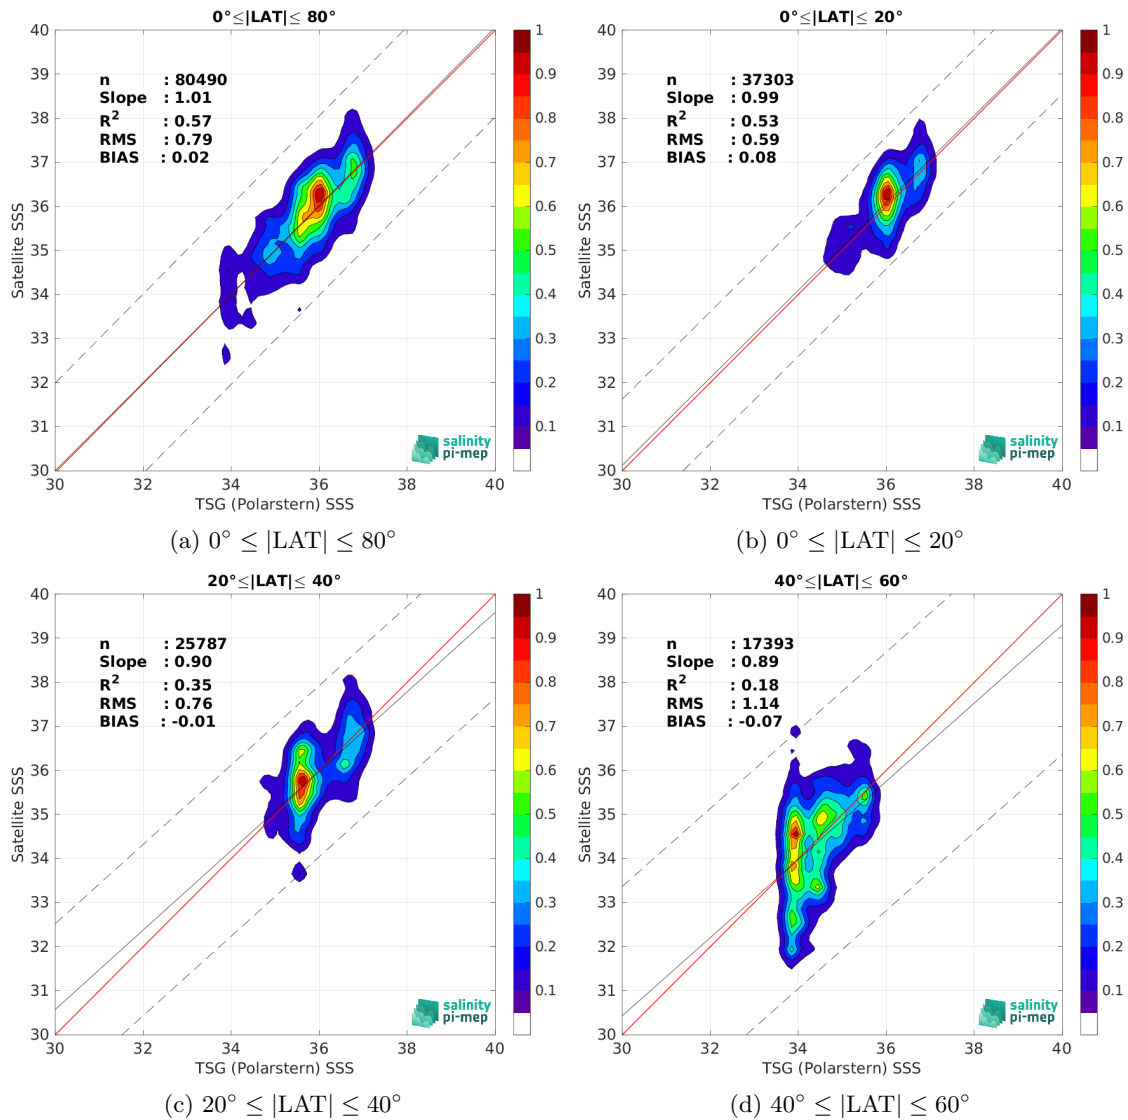 0°≤|LAT|≤ 80°
40
39
38
37
36
35
34
33
32
31
30
Satellite SSS
n : 80490
Slope : 1.01
R² : 0.57
RMS : 0.79
BIAS : 0.02
salinity
pi-mep
30 32 34 36 38 40
TSG (Polarstern) SSS
1
0.9
0.8
0.7
0.6
0.5
0.4
0.3
0.2
0.1
(a) 0° ≤ |LAT| ≤ 80°
0°≤|LAT|≤ 20°
40
39
38
37
36
35
34
33
32
31
30
Satellite SSS
n : 37303
Slope : 0.99
R² : 0.53
RMS : 0.59
BIAS : 0.08
salinity
pi-mep
30 32 34 36 38 40
TSG (Polarstern) SSS
1
0.9
0.8
0.7
0.6
0.5
0.4
0.3
0.2
0.1
(b) 0° ≤ |LAT| ≤ 20°
20°≤|LAT|≤ 40°
40
39
38
37
36
35
34
33
32
31
30
Satellite SSS
n : 25787
Slope : 0.90
R² : 0.35
RMS : 0.76
BIAS : -0.01
salinity
pi-mep
30 32 34 36 38 40
TSG (Polarstern) SSS
1
0.9
0.8
0.7
0.6
0.5
0.4
0.3
0.2
0.1
(c) 20° ≤ |LAT| ≤ 40°
40°≤|LAT|≤ 60°
40
39
38
37
36
35
34
33
32
31
30
Satellite SSS
n : 17393
Slope : 0.89
R² : 0.18
RMS : 1.14
BIAS : -0.07
salinity
pi-mep
30 32 34 36 38 40
TSG (Polarstern) SSS
1
0.9
0.8
0.7
0.6
0.5
0.4
0.3
0.2
0.1
(d) 40° ≤ |LAT| ≤ 60°